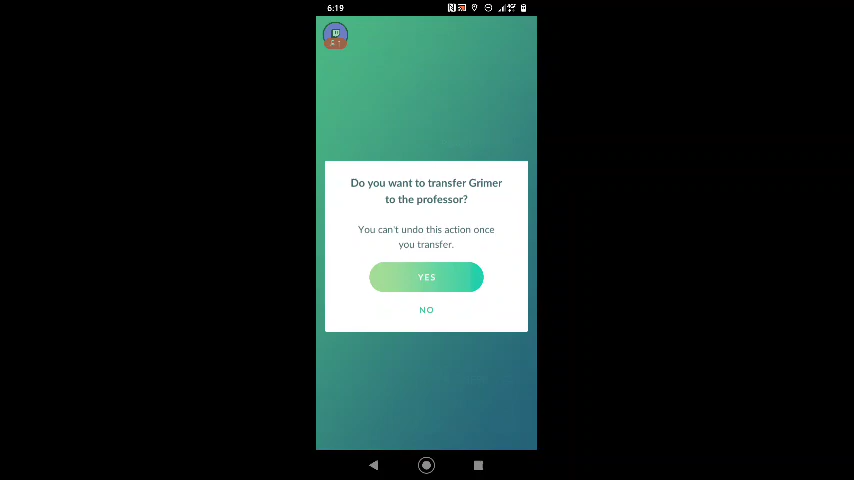 6:19
Do you want to transfer Grimer
to the professor?
You can't undo this action once
you transfer.
YES
NO